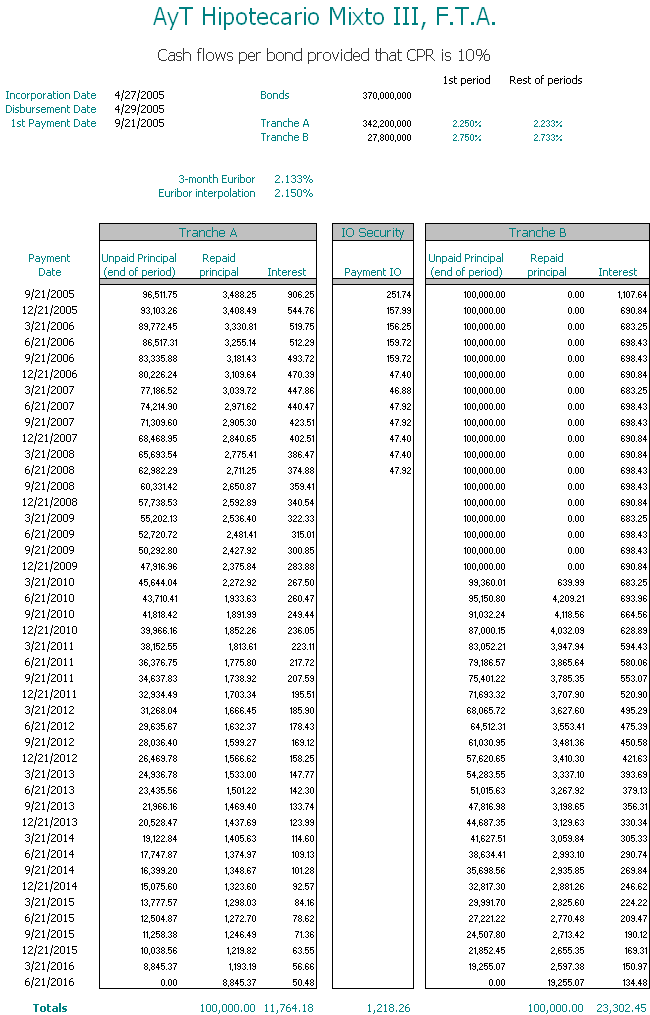 AyT Hipotecario Mixto III, F.T.A.
Cash flows per bond provided that CPR is 10%
1st period Rest of periods
Incorporation Date 4/27/2005 Bonds 370,000,000
Disbursement Date 4/29/2005
1st Payment Date 9/21/2005 Tranche A 342,200,000 2.250% 2.233%
Tranche B 27,800,000 2.750% 2.733%
3-month Euribor 2.133%
Euribor interpolation 2.150%
Tranche A IO Security Tranche B
Payment Unpaid Principal Repaid Unpaid Principal Repaid
Date (end of period) principal Interest Payment IO (end of period) principal Interest
9/21/2005 96,511.75 3,488.25 906.25 251.74 100,000.00 0.00 1,107.64
12/21/2005 93,103.26 3,408.49 544.76 157.99 100,000.00 0.00 690.84
3/21/2006 89,772.45 3,330.81 519.75 156.25 100,000.00 0.00 683.25
6/21/2006 86,517.31 3,255.14 512.29 159.72 100,000.00 0.00 698.43
9/21/2006 83,335.88 3,181.43 493.72 159.72 100,000.00 0.00 698.43
12/21/2006 80,226.24 3,109.64 470.39 47.40 100,000.00 0.00 690.84
3/21/2007 77,186.52 3,039.72 447.86 46.88 100,000.00 0.00 683.25
6/21/2007 74,214.90 2,971.62 440.47 47.92 100,000.00 0.00 698.43
9/21/2007 71,309.60 2,905.30 423.51 47.92 100,000.00 0.00 698.43
12/21/2007 68,468.95 2,840.65 402.51 47.40 100,000.00 0.00 690.84
3/21/2008 65,693.54 2,775.41 386.47 47.40 100,000.00 0.00 690.84
6/21/2008 62,982.29 2,711.25 374.88 47.92 100,000.00 0.00 698.43
9/21/2008 60,331.42 2,650.87 359.41 100,000.00 0.00 698.43
12/21/2008 57,738.53 2,592.89 340.54 100,000.00 0.00 690.84
3/21/2009 55,202.13 2,536.40 322.33 100,000.00 0.00 683.25
6/21/2009 52,720.72 2,481.41 315.01 100,000.00 0.00 698.43
9/21/2009 50,292.80 2,427.92 300.85 100,000.00 0.00 698.43
12/21/2009 47,916.96 2,375.84 283.88 100,000.00 0.00 690.84
3/21/2010 45,644.04 2,272.92 267.50 99,360.01 639.99 683.25
6/21/2010 43,710.41 1,933.63 260.47 95,150.80 4,209.21 693.96
9/21/2010 41,818.42 1,891.99 249.44 91,032.24 4,118.56 664.56
12/21/2010 39,966.16 1,852.26 236.05 87,000.15 4,032.09 628.89
3/21/2011 38,152.55 1,813.61 223.11 83,052.21 3,947.94 594.43
6/21/2011 36,376.75 1,775.80 217.72 79,186.57 3,865.64 580.06
9/21/2011 34,637.83 1,738.92 207.59 75,401.22 3,785.35 553.07
12/21/2011 32,934.49 1,703.34 195.51 71,693.32 3,707.90 520.90
3/21/2012 31,268.04 1,666.45 185.90 68,065.72 3,627.60 495.29
6/21/2012 29,635.67 1,632.37 178.43 64,512.31 3,553.41 475.39
9/21/2012 28,036.40 1,599.27 169.12 61,030.95 3,481.36 450.58
12/21/2012 26,469.78 1,566.62 158.25 57,620.65 3,410.30 421.63
3/21/2013 24,936.78 1,533.00 147.77 54,283.55 3,337.10 393.69
6/21/2013 23,435.56 1,501.22 142.30 51,015.63 3,267.92 379.13
9/21/2013 21,966.16 1,469.40 133.74 47,816.98 3,198.65 356.31
12/21/2013 20,528.47 1,437.69 123.99 44,687.35 3,129.63 330.34
3/21/2014 19,122.84 1,405.63 114.60 41,627.51 3,059.84 305.33
6/21/2014 17,747.87 1,374.97 109.13 38,634.41 2,993.10 290.74
9/21/2014 16,399.20 1,348.67 101.28 35,698.56 2,935.85 269.84
12/21/2014 15,075.60 1,323.60 92.57 32,817.30 2,881.26 246.62
3/21/2015 13,777.57 1,298.03 84.16 29,991.70 2,825.60 224.22
6/21/2015 12,504.87 1,272.70 78.62 27,221.22 2,770.48 209.47
9/21/2015 11,258.38 1,246.49 71.36 24,507.80 2,713.42 190.12
12/21/2015 10,038.56 1,219.82 63.55 21,852.45 2,655.35 169.31
3/21/2016 8,845.37 1,193.19 56.66 19,255.07 2,597.38 150.97
6/21/2016 0.00 8,845.37 50.48 0.00 19,255.07 134.48
Totals 100,000.00 11,764.18 1,218.26 100,000.00 23,302.45